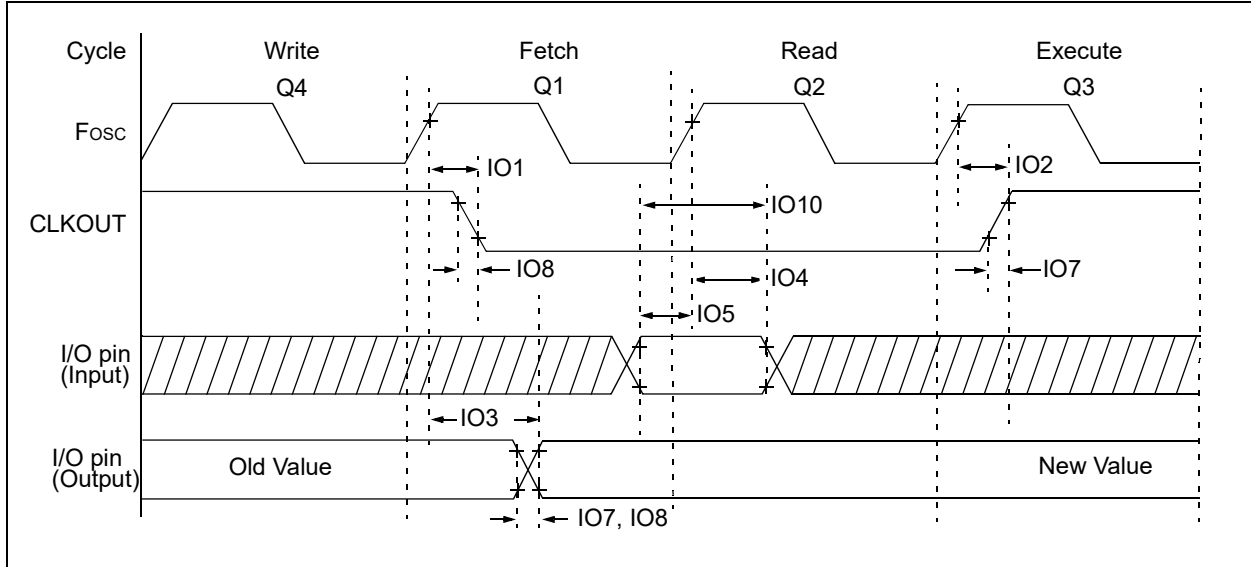 Cycle Write Fetch Read Execute
Q4 Q1 Q2 Q3
FOSC
IO1 IO2
IO10
CLKOUT
IO8 IO4 IO7
IO5
I/O pin
(Input)
IO3
I/O pin
(Output)
Old Value New Value
IO7, IO8